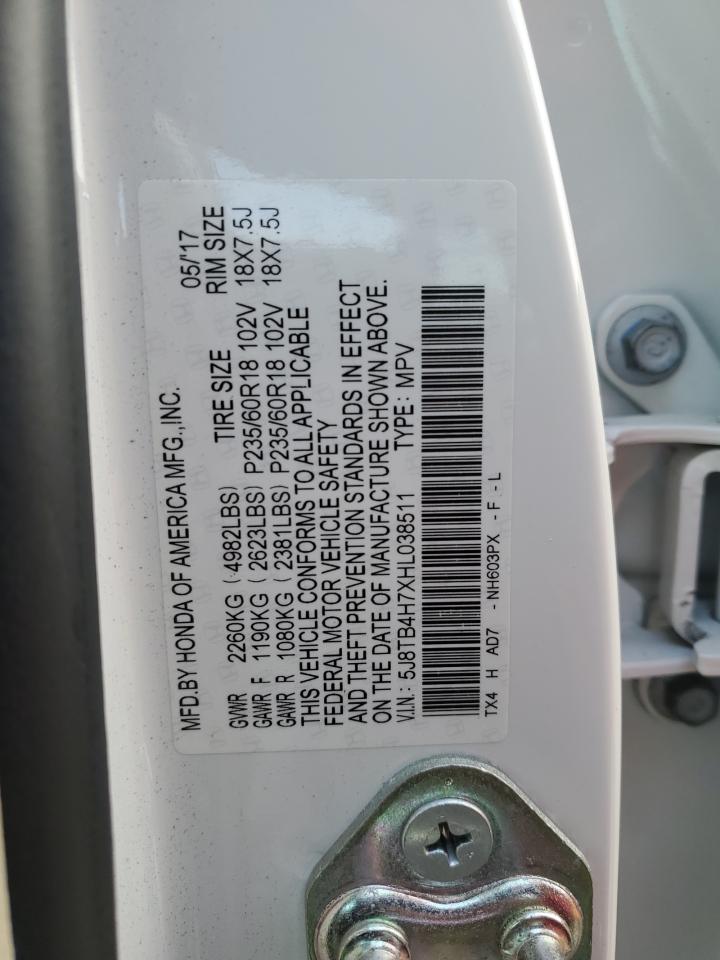 MFD.BY HONDA OF AMERICA MFG.,INC. 05/'17
TIRE SIZE RIM SIZE
GVWR 2260KG (4982LBS)
GAWR F 1190KG (2623LBS) P235/60R18 102V 18X7.5J
GAWR R 1080KG (2381LBS) P235/60R18 102V 18X7.5J
THIS VEHICLE CONFORMS TO ALL APPLICABLE
FEDERAL MOTOR VEHICLE SAFETY
AND THEFT PREVENTION STANDARDS IN EFFECT
ON THE DATE OF MANUFACTURE SHOWN ABOVE.
V.I.N.: 5J8TB4H7XHL038511 TYPE: MPV
TX4 H AD7 - NH603PX - F - L